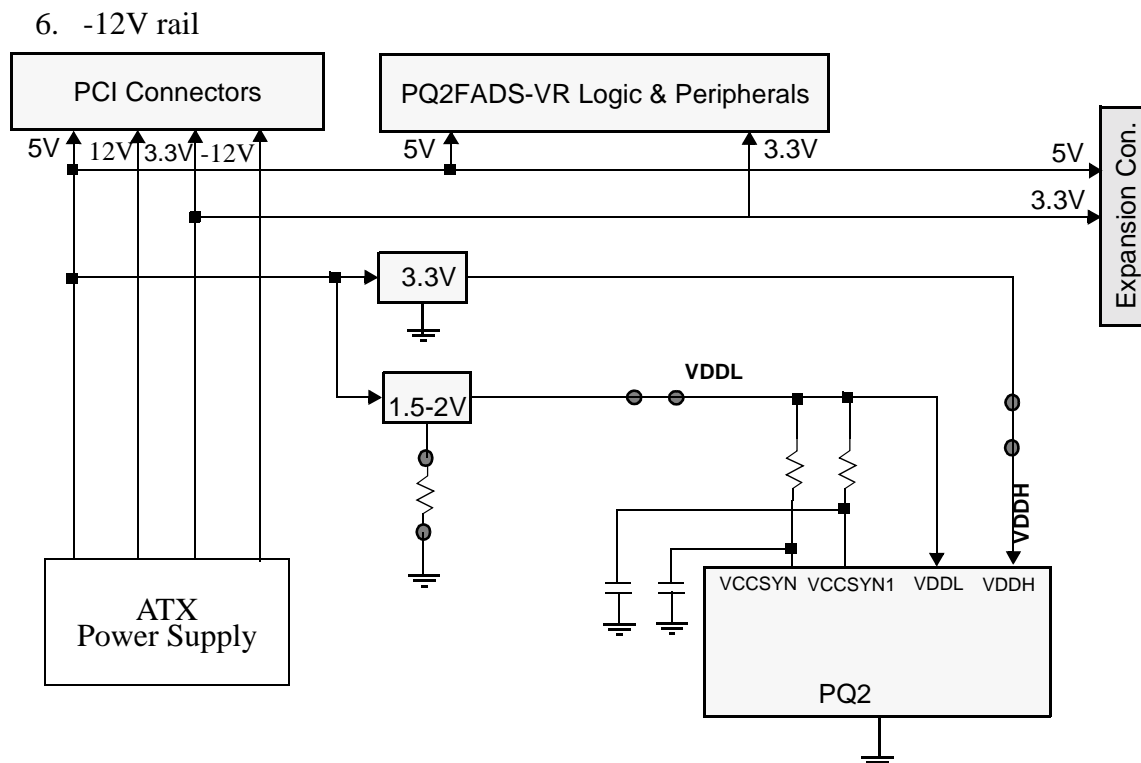 6. -12V rail
PCI Connectors
PQ2FADS-VR Logic & Peripherals
Expansion Con.
5V
12V
3.3V
-12V
5V
3.3V
5V
3.3V
3.3V
1.5-2V
VDDL
VDDH
VCCSYN
VCCSYN1
VDDL
VDDH
PQ2
ATX
Power Supply